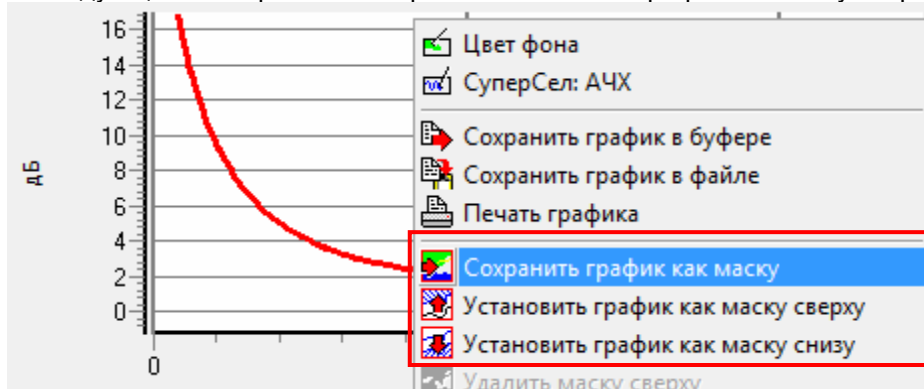 16
14
12
10
8
6
4
2
0
дБ
0
Цвет фона
СуперСел: АЧХ
Сохранить график в буфере
Сохранить график в файле
Печать графика
Сохранить график как маску
Установить график как маску сверху
Установить график как маску снизу
Удалить маску сверху